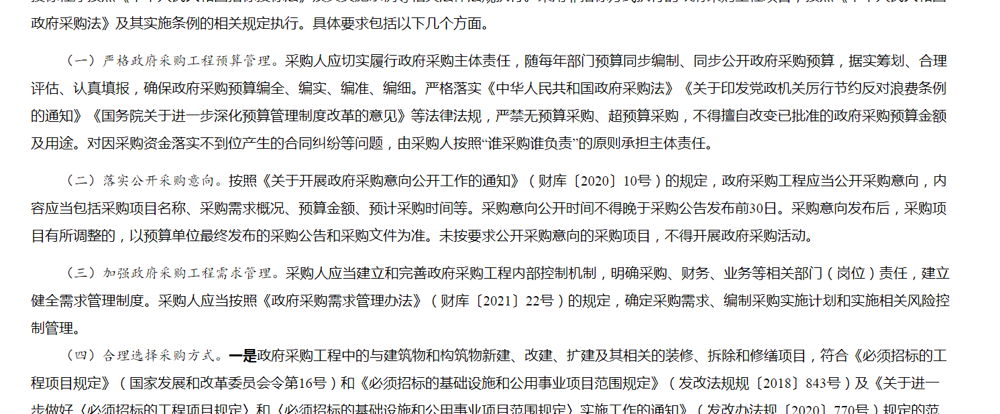 政府采购法》及其实施条例的相关规定执行。具体要求包括以下几个方面。
（一）严格政府采购工程预算管理。采购人应切实履行政府采购主体责任，随每年部门预算同步编制、同步公开政府采购预算，据实筹划、合理
评估、认真填报，确保政府采购预算编全、编实、编准、编细。严格落实《中华人民共和国政府采购法》《关于印发党政机关厉行节约反对浪费条例
的通知》《国务院关于进一步深化预算管理制度改革的意见》等法律法规，严禁无预算采购、超预算采购，不得擅自改变已批准的政府采购预算金额
及用途。对因采购资金落实不到位产生的合同纠纷等问题，由采购人按照“谁采购谁负责”的原则承担主体责任。
（二）落实公开采购意向。按照《关于开展政府采购意向公开工作的通知》（财库〔2020〕10号）的规定，政府采购工程应当公开采购意向，内
容应当包括采购项目名称、采购需求概况、预算金额、预计采购时间等。采购意向公开时间不得晚于采购公告发布前30日。采购意向发布后，采购项
目有所调整的，以预算单位最终发布的采购公告和采购文件为准。未按要求公开采购意向的采购项目，不得开展政府采购活动。
（三）加强政府采购工程需求管理。采购人应当建立和完善政府采购工程内部控制机制，明确采购、财务、业务等相关部门（岗位）责任，建立
健全需求管理制度。采购人应当按照《政府采购需求管理办法》（财库〔2021〕22号）的规定，确定采购需求、编制采购实施计划和实施相关风险控
制管理。
（四）合理选择采购方式。一是政府采购工程中的与建筑物和构筑物新建、改建、扩建及其相关的装修、拆除和修缮项目，符合《必须招标的工
程项目规定》（国家发展和改革委员会令第16号）和《必须招标的基础设施和公用事业项目范围规定》（发改法规规〔2018〕843号）及《关于进一
步做好〈必须招标的工程项目规定〉和〈必须招标的基础设施和公用事业项目范围规定〉实施工作的通知》（发改办法规〔2020〕770号）规定的范